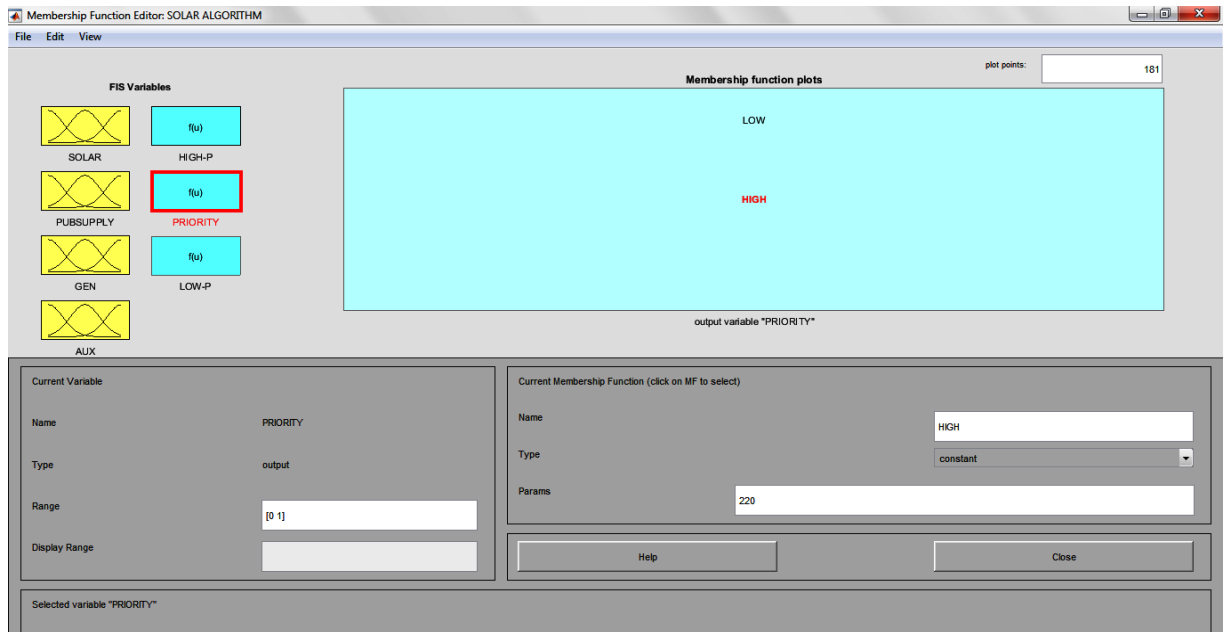 Membership Function Editor: SOLAR ALGORITHM
File Edit View
plot points: 181
FIS Variables
Membership function plots
f(u)
SOLAR HIGH-P
f(u)
PUBSUPPLY PRIORITY
f(u)
GEN LOW-P
AUX
LOW
HIGH
output variable "PRIORITY"
Current Variable
Name PRIORITY
Type output
Range [0 1]
Display Range
Current Membership Function (click on MF to select)
Name HIGH
Type constant
Params 220
Help Close
Selected variable "PRIORITY"